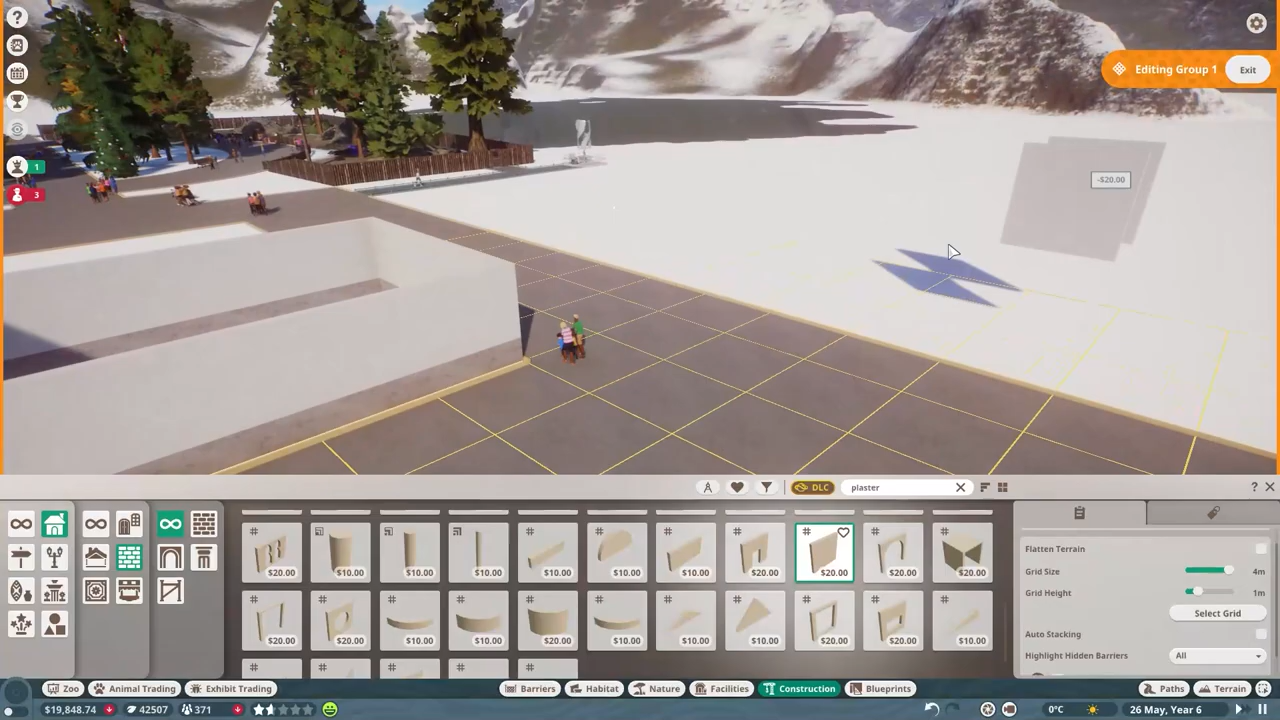 ?
Editing Group 1
Exit
1
3
-$20.00
DLC
plaster
?
$20.00
$10.00
$10.00
$10.00
$10.00
$10.00
$10.00
$20.00
$20.00
$20.00
$20.00
$20.00
$20.00
$10.00
$10.00
$20.00
$10.00
$10.00
$10.00
$20.00
$20.00
$10.00
Flatten Terrain
Grid Size
4m
Grid Height
1m
Select Grid
Auto Stacking
Highlight Hidden Barriers
All
Zoo
Animal Trading
Exhibit Trading
Barriers
Habitat
Nature
Facilities
Construction
Blueprints
Paths
Terrain
$19,848.74
42507
371
0°C
26 May, Year 6